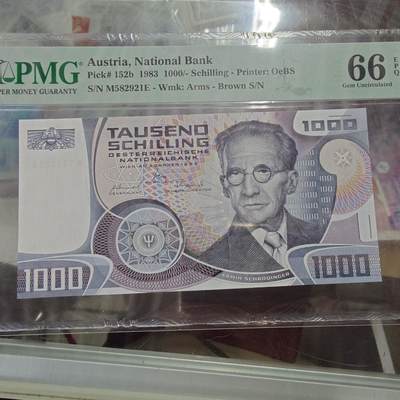 PMG
PAPER MONEY GUARANTY
Austria, National Bank
Pick# 152b 1983 1000/- Schilling - Printer: OeBS
S/N M582921E - Wmk: Arms - Brown S/N
66 EPQ
Gem Uncirculated
TAUSEND
SCHILLING
OESTERREICHISCHE
NATIONALBANK
1000
Ψ
ERWIN SCHRÖDINGER
1000
1000